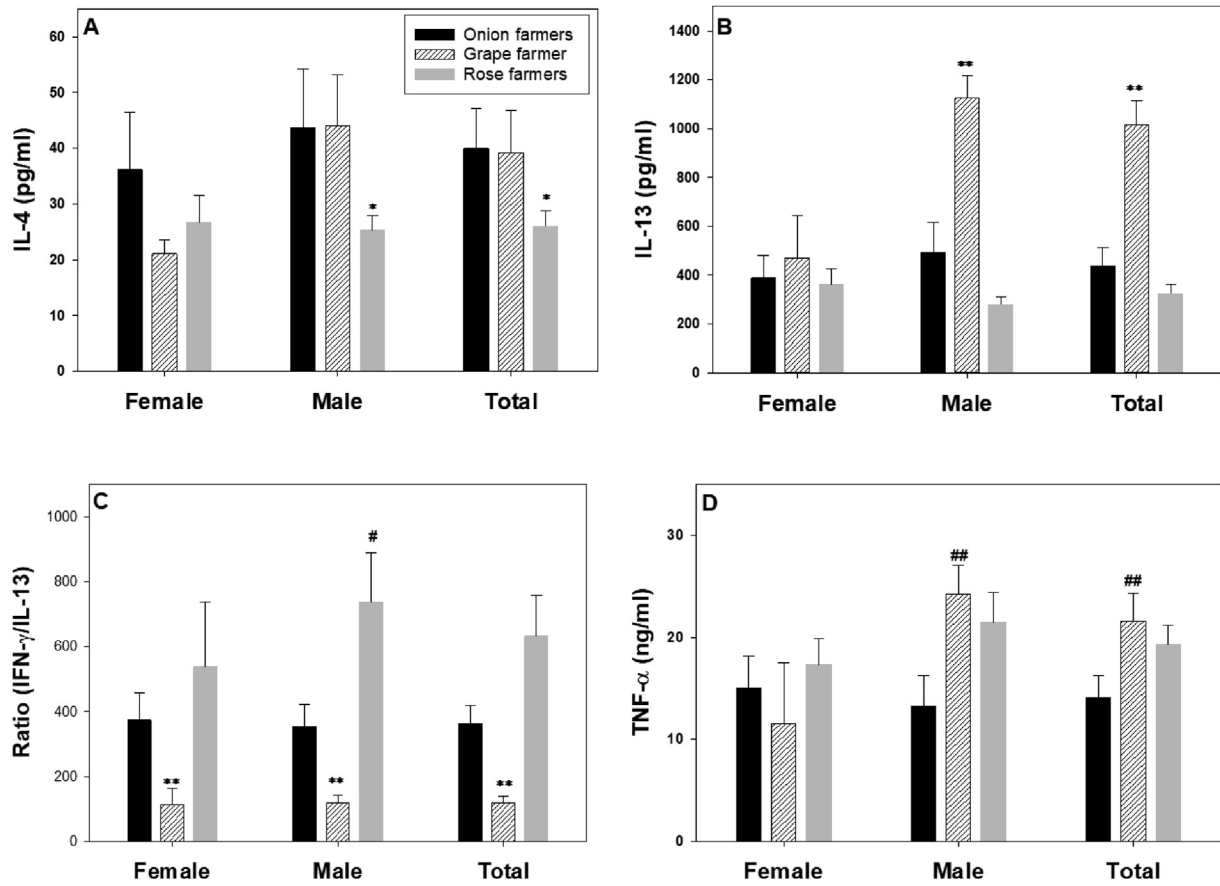 A
Onion farmers
Grape farmer
Rose farmers
60
50
40
30
20
10
0
IL-4 (pg/ml)
*
*
Female Male Total
B
1400
1200
1000
800
600
400
200
0
IL-13 (pg/ml)
**
**
Female Male Total
C
1000
800
600
400
200
0
Ratio (IFN-γ/IL-13)
#
**
**
**
Female Male Total
D
30
20
10
0
TNF-α (ng/ml)
##
##
Female Male Total